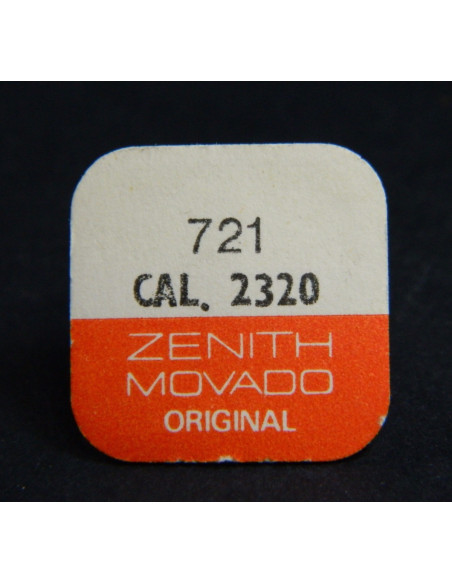 721
CAL. 2320
ZENITH
MOVADO
ORIGINAL